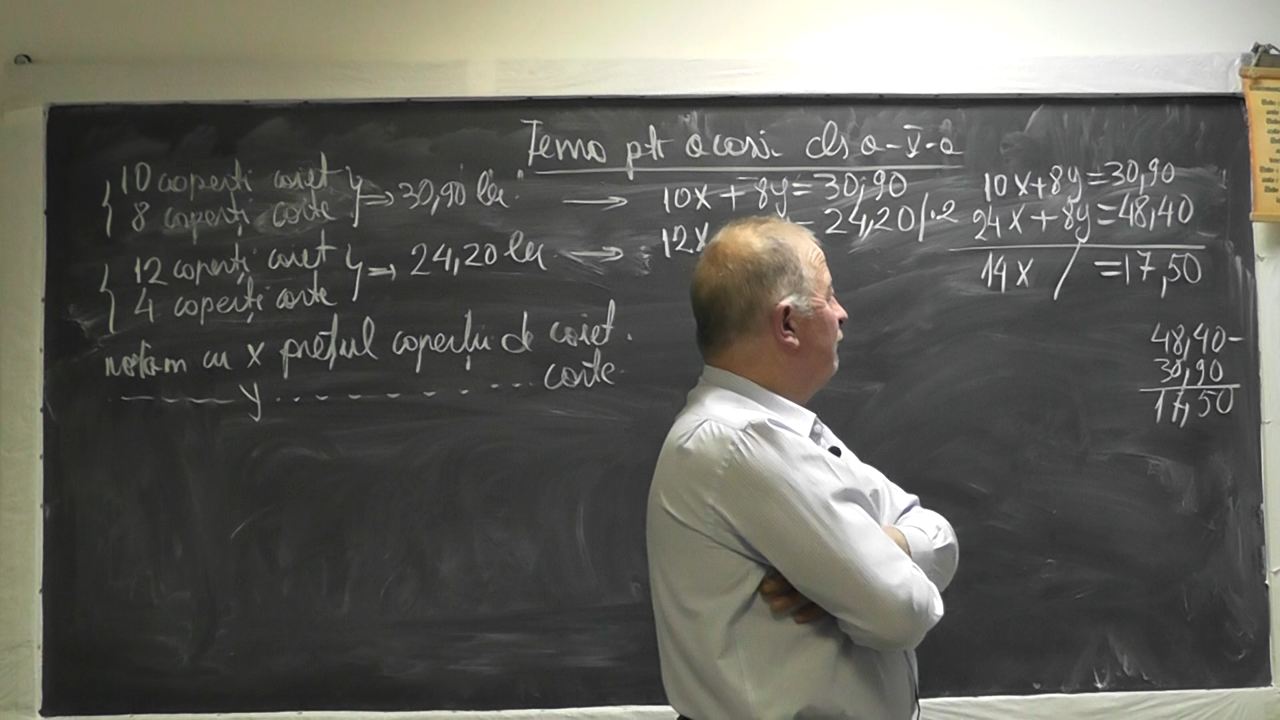 Tema ptr acasă cls a-V-a
10 coperți caiet
8 coperți carte
=> 30,90 lei
12 coperți caiet
4 coperți carte
=> 24,20 lei
notăm cu x prețul coperții de caiet.
_ _ _ _ y . . . . . . . . . . carte
10x + 8y = 30,90
12x = 24,20 /.2
10x+8y=30,90
24x+8y=48,40
14x / =17,50
48,40-
30,90
17,50